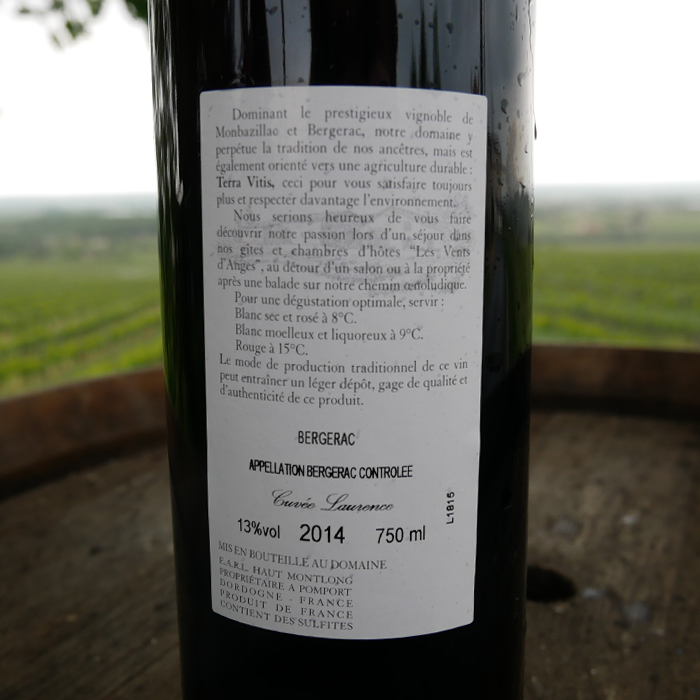 Dominant le prestigieux vignoble de
Monbazillac et Bergerac, notre domaine y
perpétue la tradition de nos ancêtres, mais est
également orienté vers une agriculture durable :
Terra Vitis, ceci pour vous satisfaire toujours
plus et respecter davantage l'environnement.
Nous serions heureux de vous faire
découvrir notre passion lors d'un séjour dans
nos gîtes et chambres d'hôtes "Les Vents
d'Anges", au détour d'un salon ou à la propriété
après une balade sur notre chemin œnoludique.
Pour une dégustation optimale, servir :
Blanc sec et rosé à 8°C.
Blanc moelleux et liquoreux à 9°C.
Rouge à 15°C.
Le mode de production traditionnel de ce vin
peut entraîner un léger dépôt, gage de qualité et
d'authenticité de ce produit.
BERGERAC
APPELLATION BERGERAC CONTROLEE
Cuvée Laurence
13%vol 2014 750 ml
L1815
MIS EN BOUTEILLE AU DOMAINE
E.A.R.L. HAUT MONTLONG
PROPRIÉTAIRE A POMPORT
DORDOGNE - FRANCE
PRODUIT DE FRANCE
CONTIENT DES SULFITES